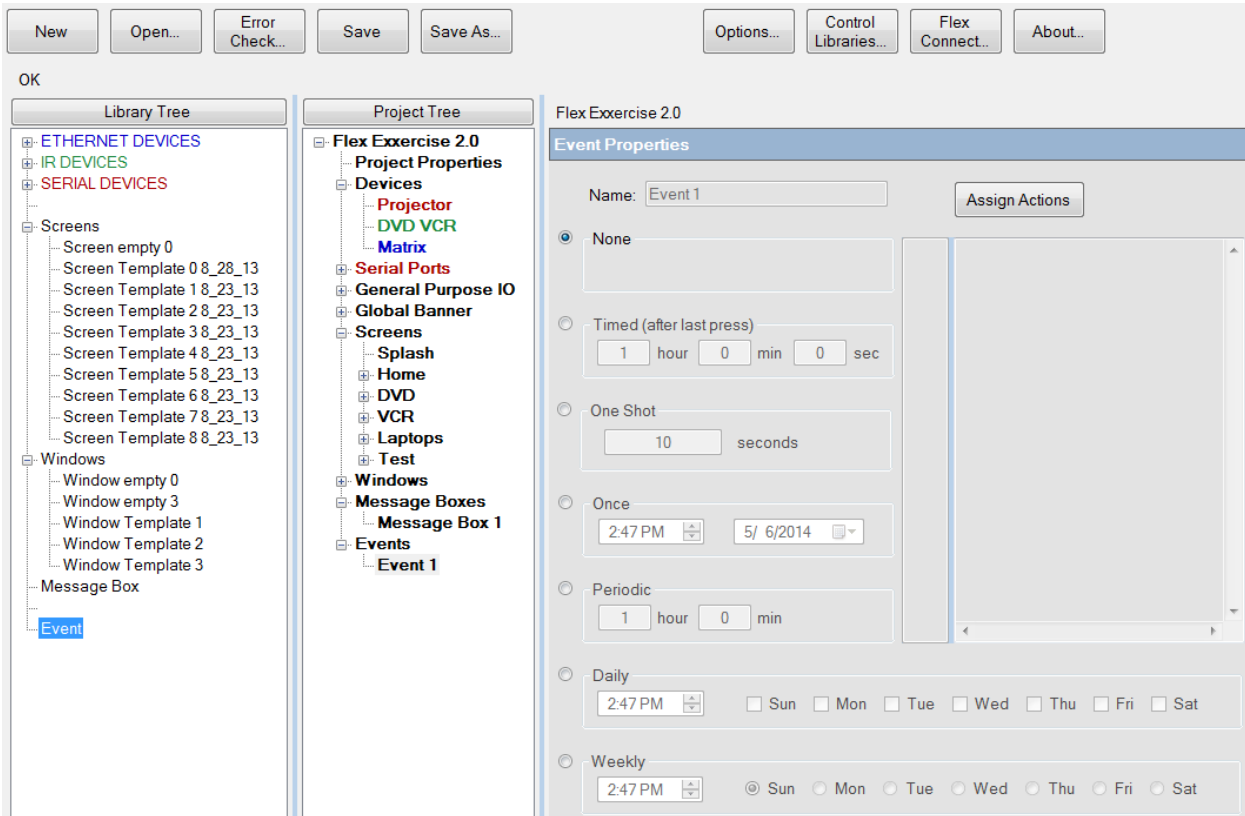 New
Open...
Error
Check...
Save
Save As...
Options...
Control
Libraries...
Flex
Connect...
About...
OK
Library Tree
ETHERNET DEVICES
IR DEVICES
SERIAL DEVICES
Screens
Screen empty 0
Screen Template 0 8_28_13
Screen Template 1 8_23_13
Screen Template 2 8_23_13
Screen Template 3 8_23_13
Screen Template 4 8_23_13
Screen Template 5 8_23_13
Screen Template 6 8_23_13
Screen Template 7 8_23_13
Screen Template 8 8_23_13
Windows
Window empty 0
Window empty 3
Window Template 1
Window Template 2
Window Template 3
Message Box
Event
Project Tree
Flex Exxercise 2.0
Project Properties
Devices
Projector
DVD VCR
Matrix
Serial Ports
General Purpose IO
Global Banner
Screens
Splash
Home
DVD
VCR
Laptops
Test
Windows
Message Boxes
Message Box 1
Events
Event 1
Flex Exxercise 2.0
Event Properties
Name: Event 1
Assign Actions
None
Timed (after last press)
1 hour 0 min 0 sec
One Shot
10 seconds
Once
2:47 PM 5/ 6/2014
Periodic
1 hour 0 min
Daily
2:47 PM Sun Mon Tue Wed Thu Fri Sat
Weekly
2:47 PM Sun Mon Tue Wed Thu Fri Sat